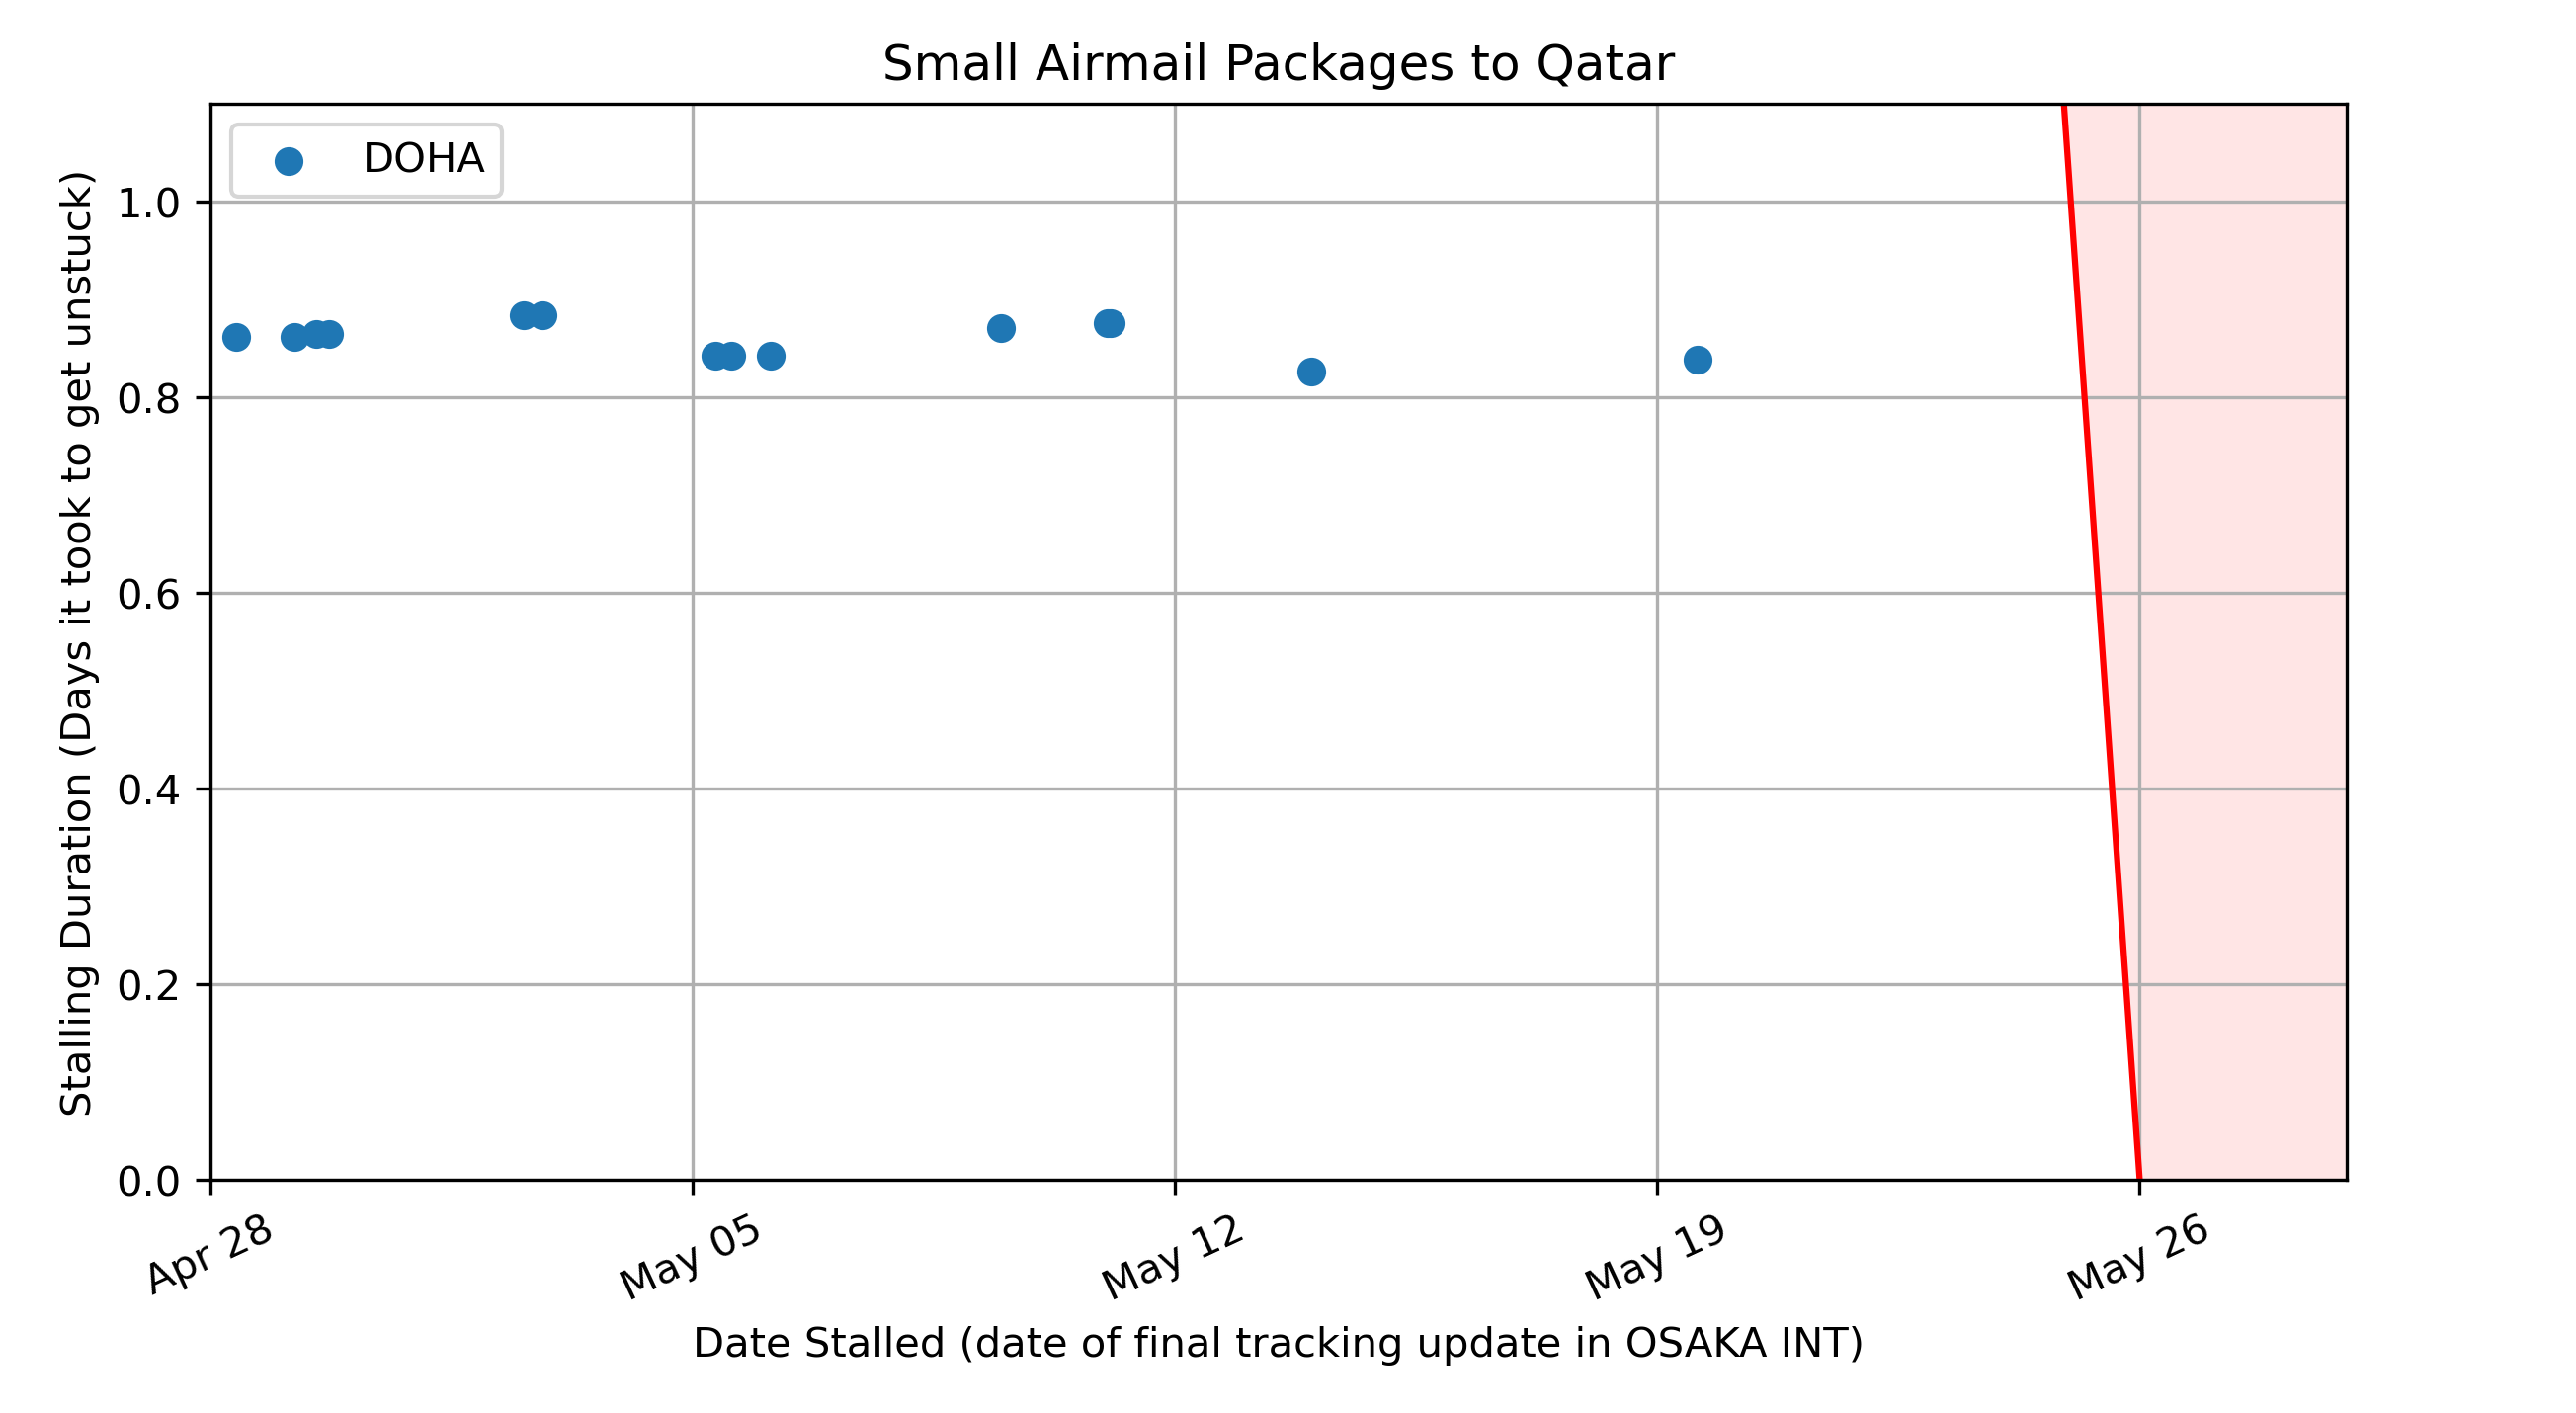 Small Airmail Packages to Qatar
DOHA
Stalling Duration (Days it took to get unstuck)
1.0
0.8
0.6
0.4
0.2
0.0
Apr 28
May 05
May 12
May 19
May 26
Date Stalled (date of final tracking update in OSAKA INT)